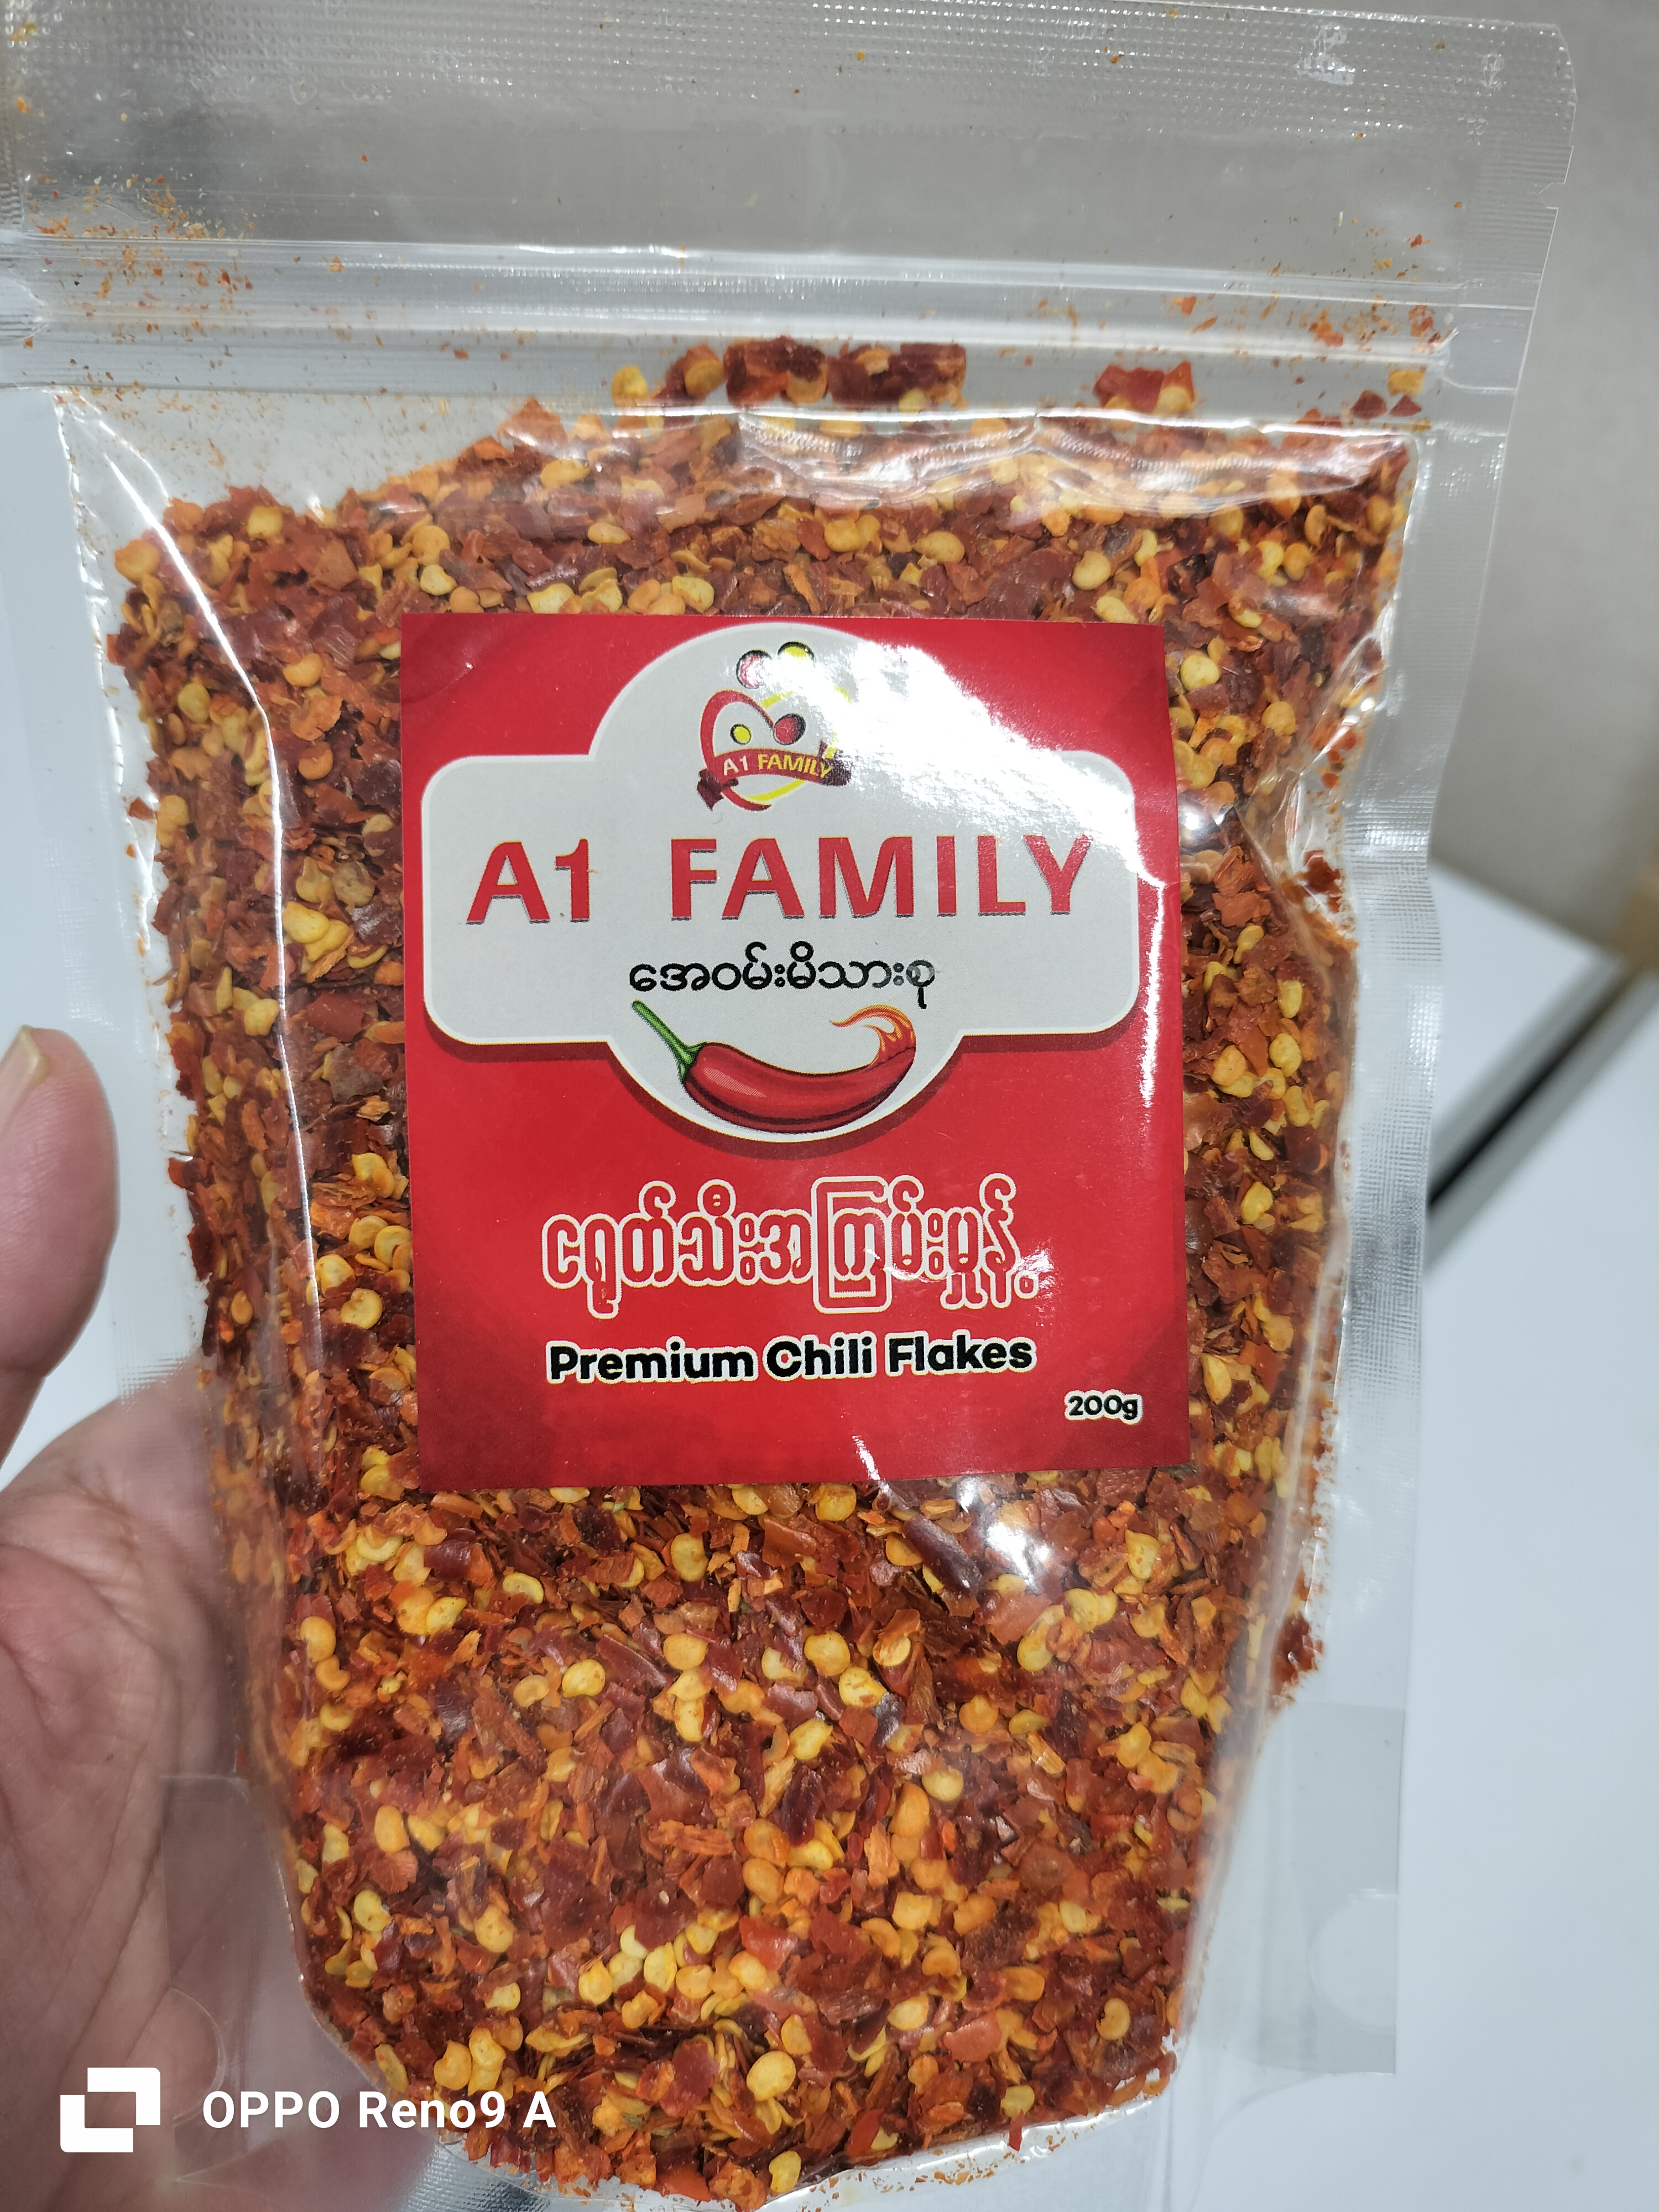 A1 FAMILY
A1 FAMILY
အေဝမ်းမိသားစု
ငရုတ်သီးအကြမ်းမှုန့်
Premium Chili Flakes
200g
OPPO Reno9 A